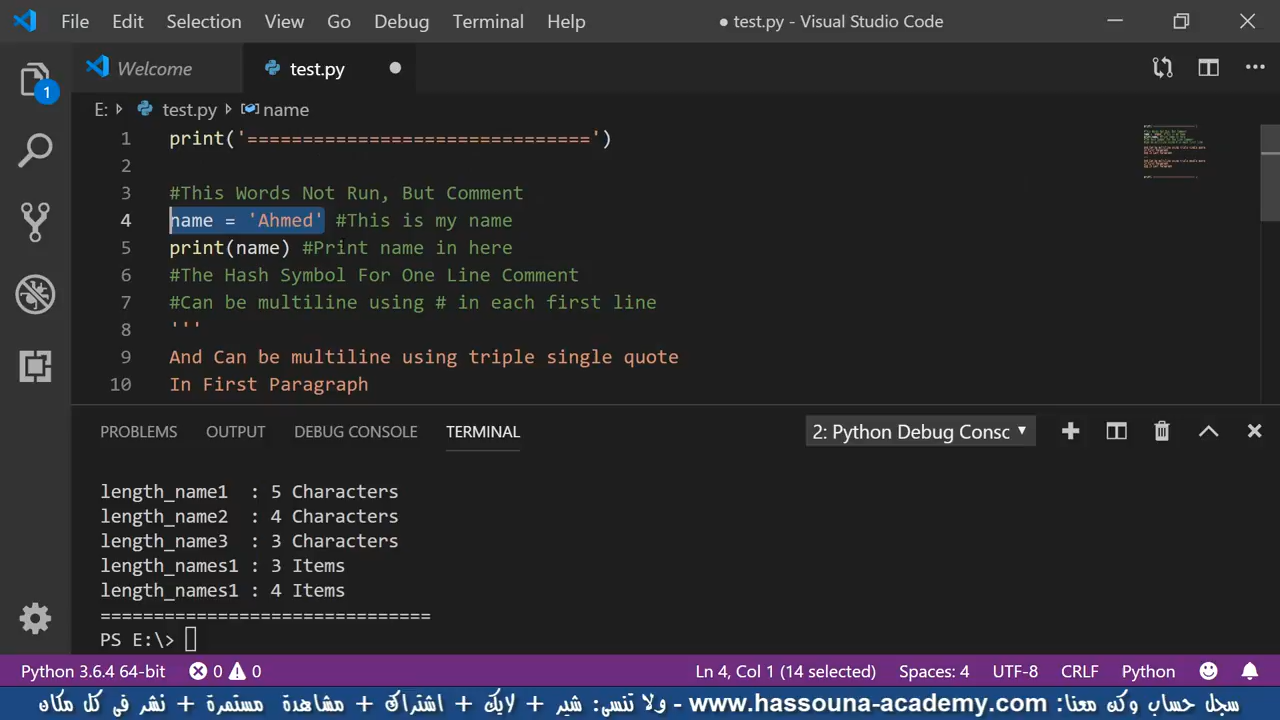 File Edit Selection View Go Debug Terminal Help ● test.py - Visual Studio Code
Welcome test.py
1
E: test.py name
1 print('===============================')
2
3 #This Words Not Run, But Comment
4 name = 'Ahmed' #This is my name
5 print(name) #Print name in here
6 #The Hash Symbol For One Line Comment
7 #Can be multiline using # in each first line
8 '''
9 And Can be multiline using triple single quote
10 In First Paragraph
PROBLEMS OUTPUT DEBUG CONSOLE TERMINAL 2: Python Debug Consc
length_name1 : 5 Characters
length_name2 : 4 Characters
length_name3 : 3 Characters
length_names1 : 3 Items
length_names1 : 4 Items
==============================
PS E:\>
Python 3.6.4 64-bit 0 0 Ln 4, Col 1 (14 selected) Spaces: 4 UTF-8 CRLF Python
سجل حساب وكن معنا: www.hassouna-academy.com - ولا تنسى: شير + لايك + اشتراك + مشاهدة مستمرة + نشر فى كل مكان